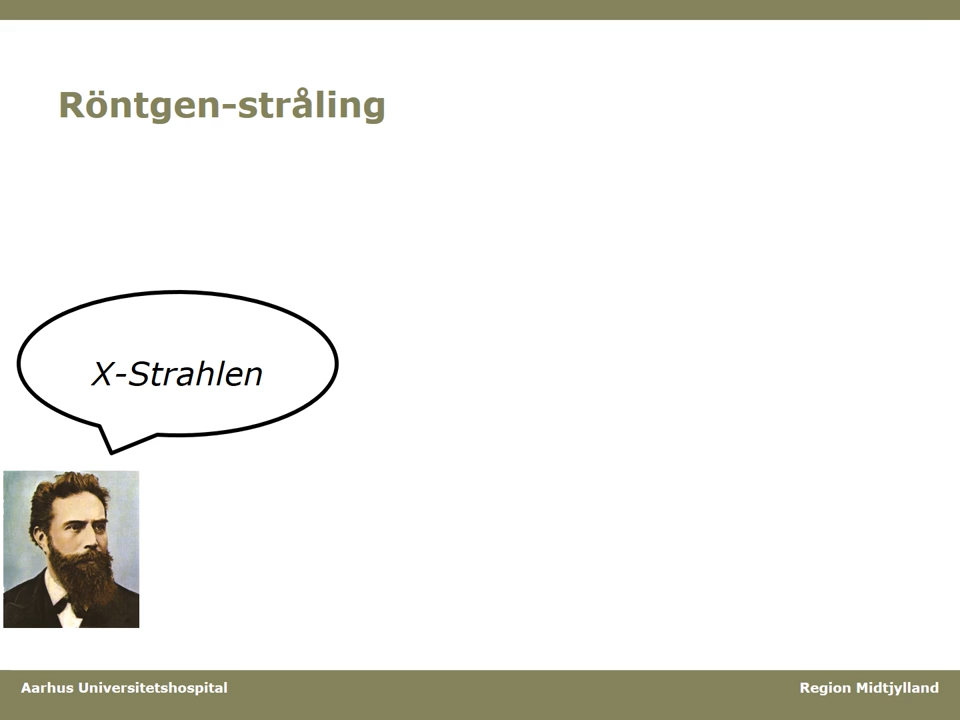 Röntgen-stråling
X-Strahlen
Aarhus Universitetshospital
Region Midtjylland